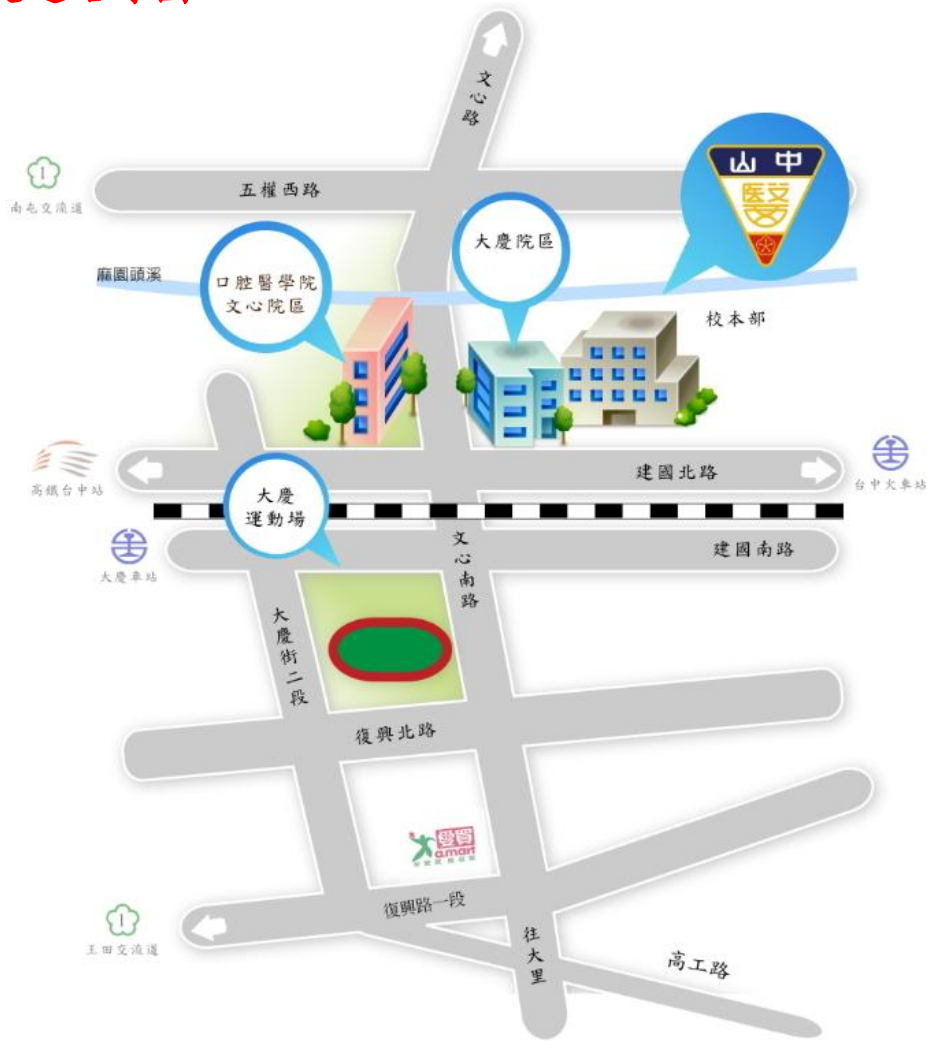 文心路
南屯交流道
五權西路
山中
醫
大慶院區
麻園頭溪
口腔醫學院
文心院區
校本部
高鐵台中站
建國北路
台中火車站
大慶
運動場
大慶車站
建國南路
文心南路
大慶街二段
復興北路
愛買
a.mart
復興路一段
王田交流道
往大里
高工路